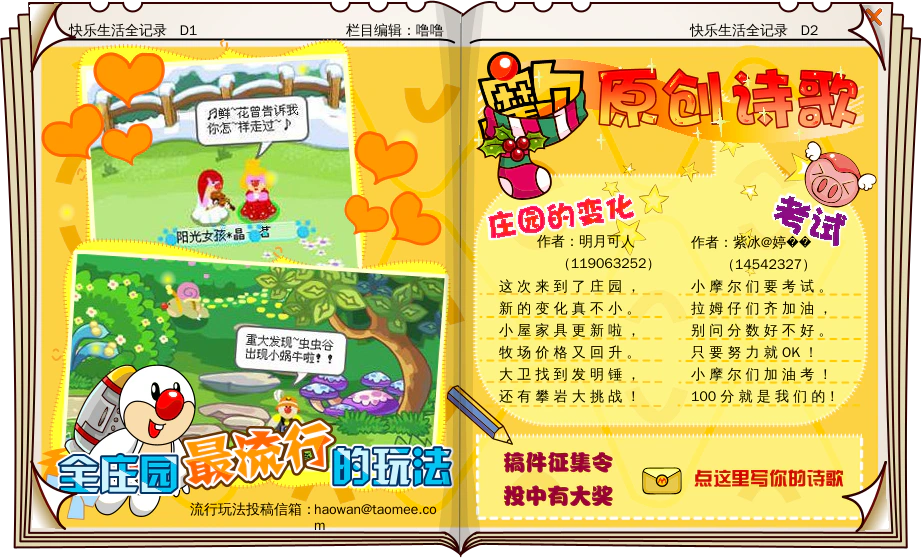 快乐生活全记录 D1
栏目编辑：噜噜
♬鲜~花曾告诉我
你怎~样走过~♪
阳光女孩*晶
重大发现~虫虫谷
出现小蜗牛啦！！
全庄园最流行的玩法
流行玩法投稿信箱：haowan@taomee.co
m
快乐生活全记录 D2
梦幻
原创诗歌
庄园的变化
作者：明月可人
（119063252）
这次来到了庄园，
新的变化真不小。
小屋家具更新啦，
牧场价格又回升。
大卫找到发明锤，
还有攀岩大挑战！
考试
作者：紫冰@婷��
（14542327）
小摩尔们要考试。
拉姆仔们齐加油，
别问分数好不好。
只要努力就OK！
小摩尔们加油考！
100分就是我们的！
稿件征集令
投中有大奖
点这里写你的诗歌